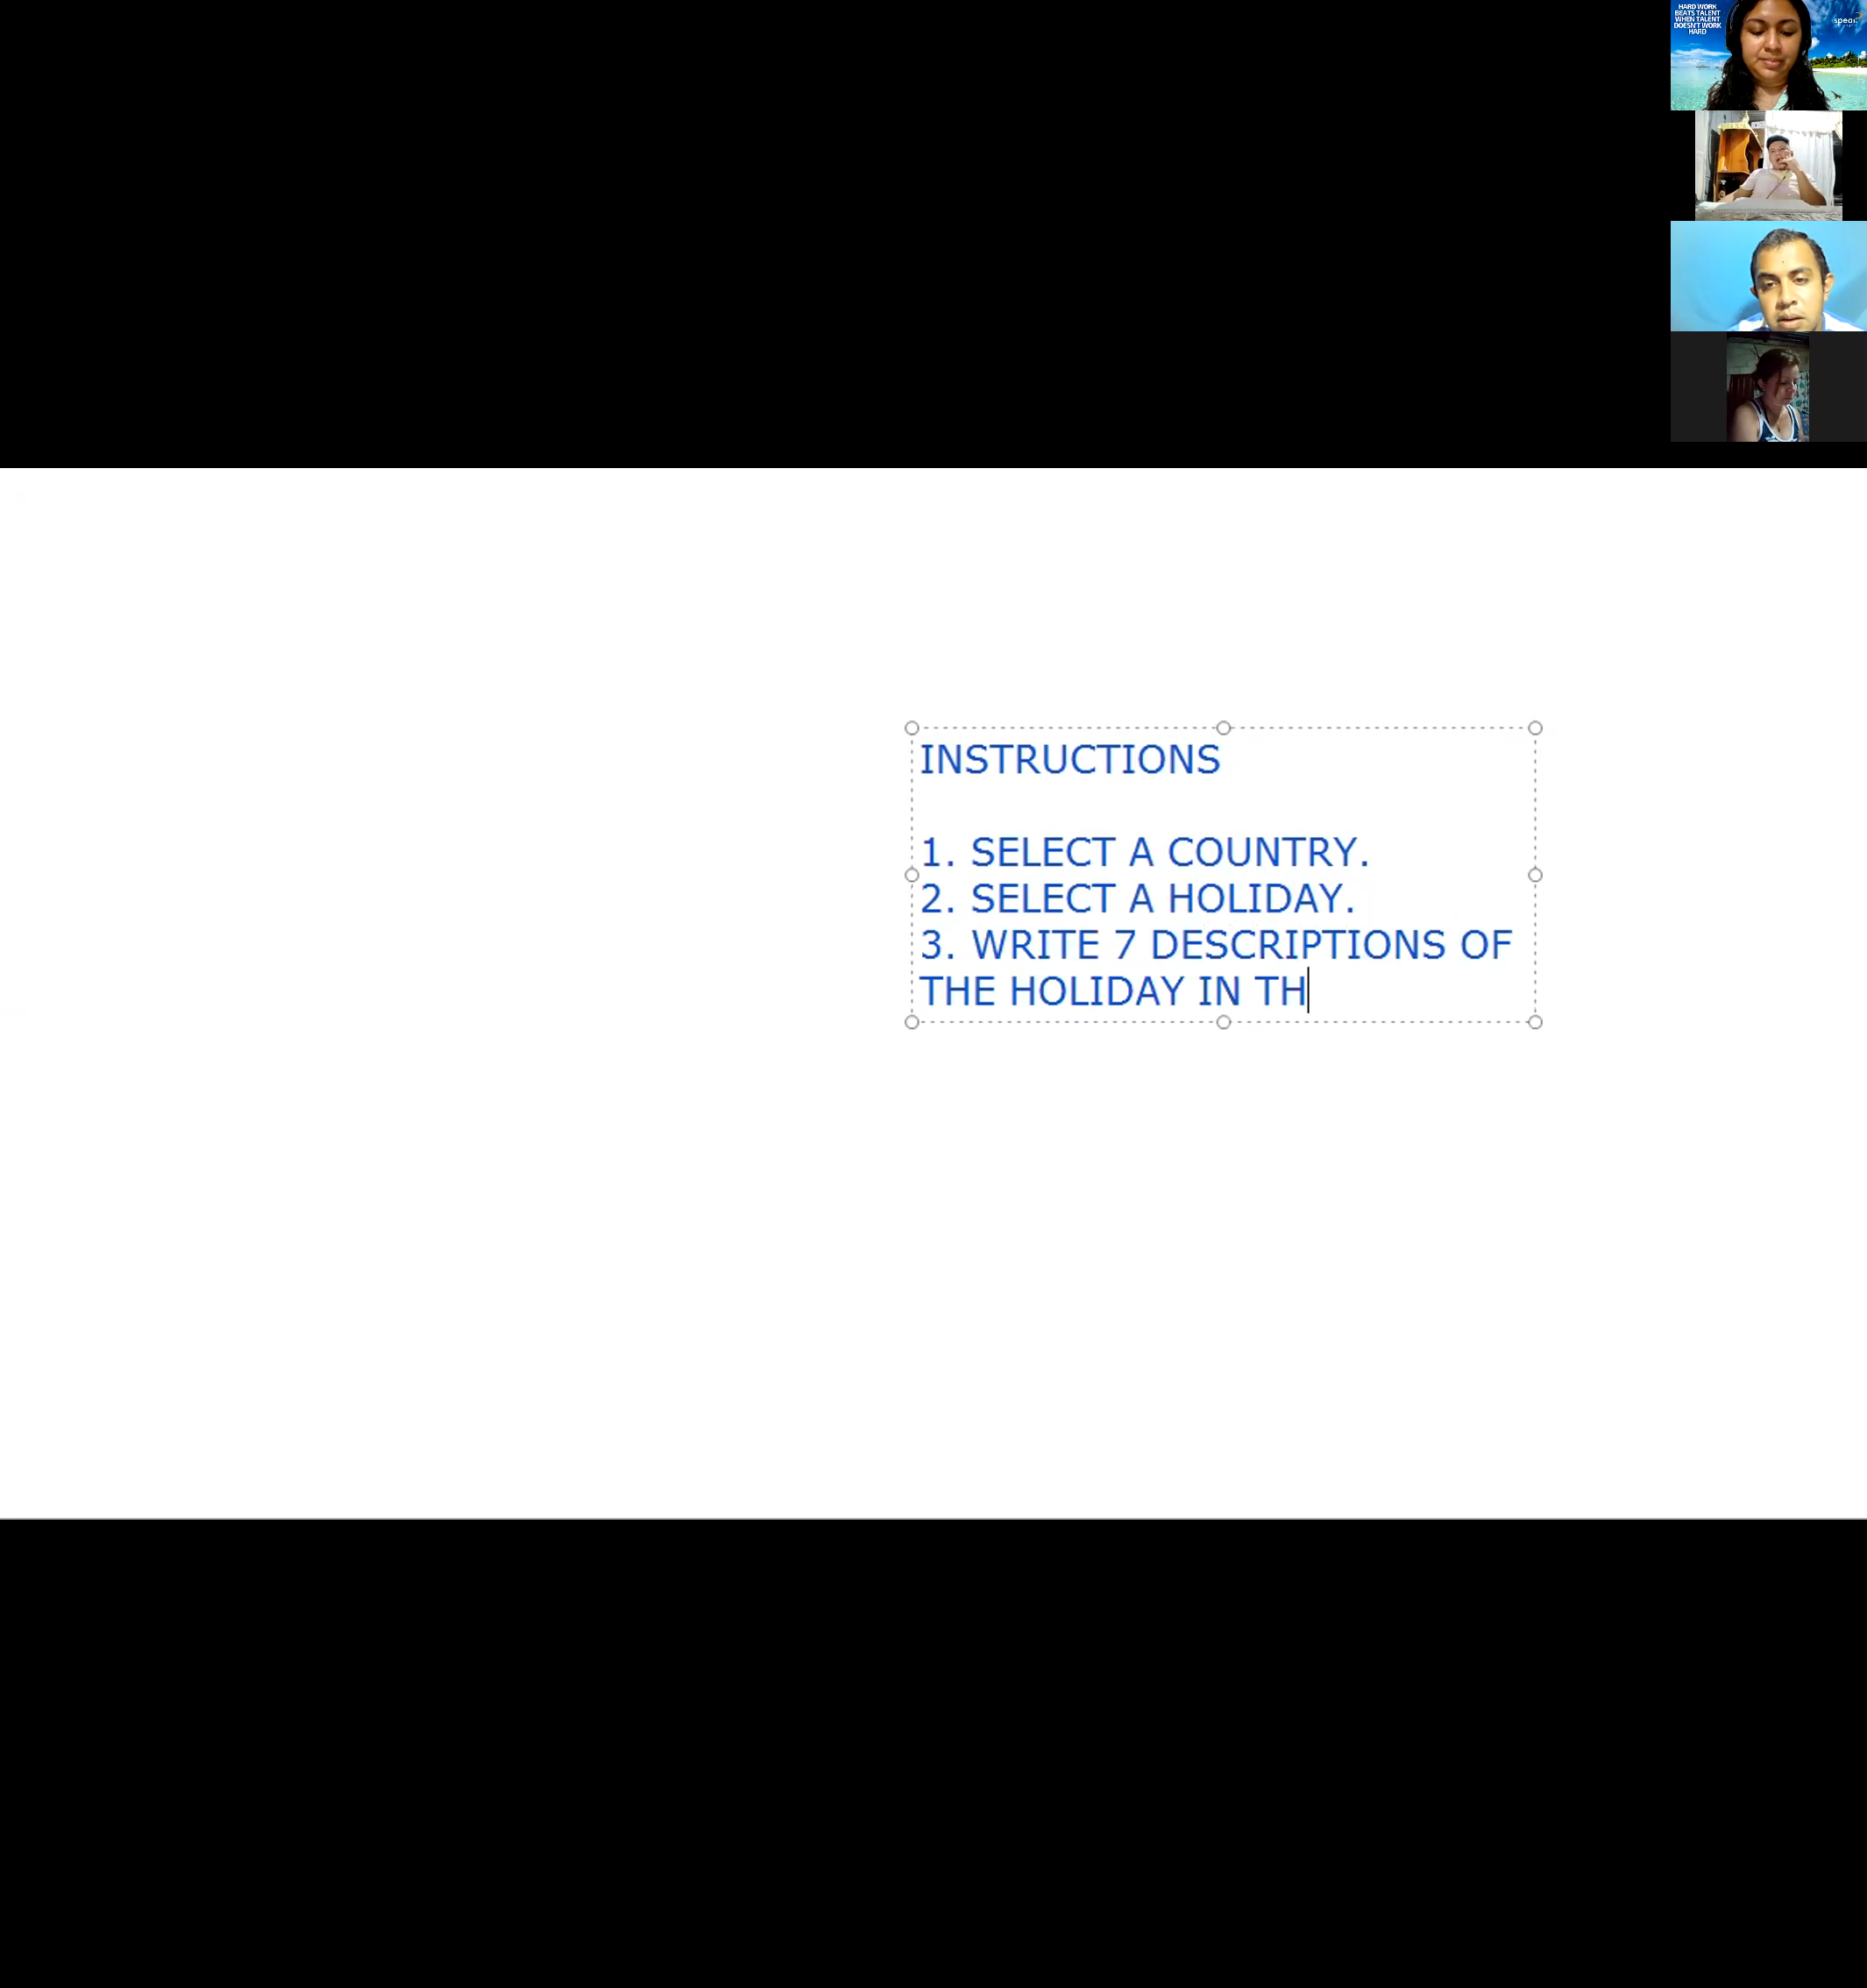 HARD WORK
BEATS TALENT
WHEN TALENT
DOESN'T WORK
HARD
INSTRUCTIONS
1. SELECT A COUNTRY.
2. SELECT A HOLIDAY.
3. WRITE 7 DESCRIPTIONS OF
THE HOLIDAY IN TH